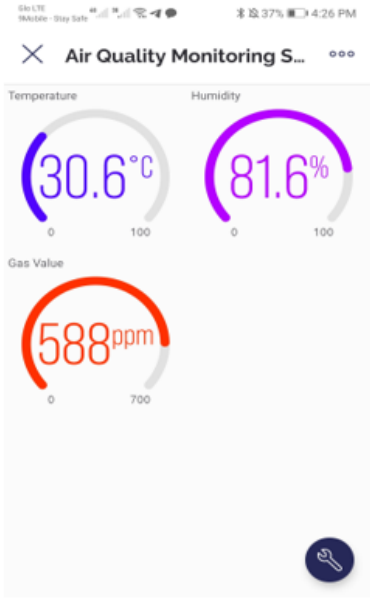 Glo LTE
9Mobile - Stay Safe 37% 4:26 PM
Air Quality Monitoring S...
Temperature Humidity
30.6°C 81.6%
0 100 0 100
Gas Value
588ppm
0 700